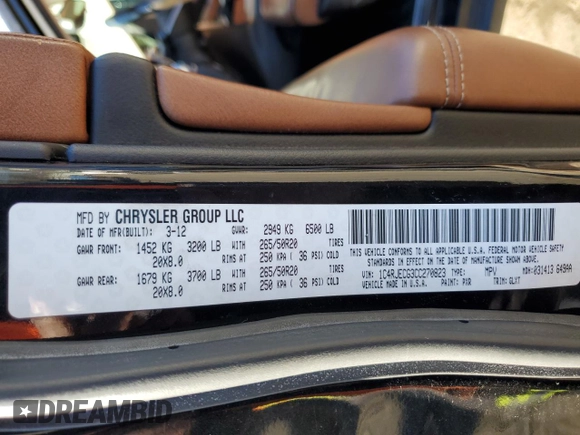 MFD BY CHRYSLER GROUP LLC
DATE OF MFR(BUILT): 3-12 GVWR: 2949 KG 6500 LB
GAWR FRONT: 1452 KG 3200 LB WITH 265/50R20 TIRES
20X8.0 RIMS AT 250 KPA ( 36 PSI) COLD
GAWR REAR: 1679 KG 3700 LB WITH 265/50R20 TIRES
20X8.0 RIMS AT 250 KPA ( 36 PSI) COLD
THIS VEHICLE CONFORMS TO ALL APPLICABLE U.S.A. FEDERAL MOTOR VEHICLE SAFETY
STANDARDS IN EFFECT ON THE DATE OF MANUFACTURE SHOWN ABOVE.
VIN: 1C4RJECG3CC270823 TYPE: MPV MDH: 031413 649AA
VEHICLE MADE IN U.S.A. PAINT: PXR TRIM: GLXT
DREAMBID